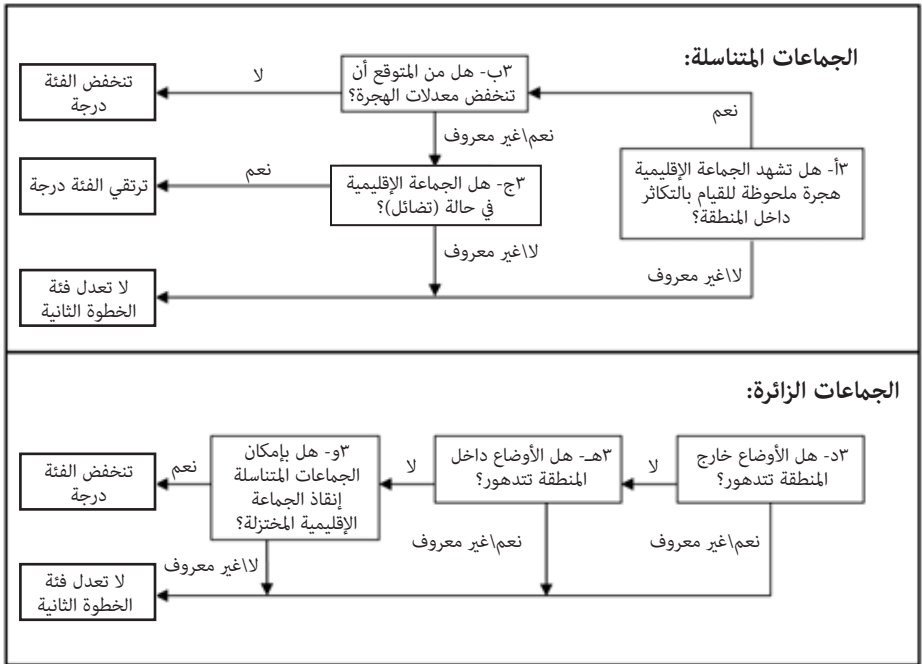 الجماعات المتناسلة:
٣أ- هل تشهد الجماعة الإقليمية
هجرة ملحوظة للقيام بالتكاثر
داخل المنطقة؟
نعم
٣ب- هل من المتوقع أن
تنخفض معدلات الهجرة؟
لا
تنخفض الفئة
درجة
نعم\غير معروف
٣ج- هل الجماعة الإقليمية
في حالة (تضائل)؟
نعم
ترتقي الفئة درجة
لا\غير معروف
لا\غير معروف
لا تعدل فئة
الخطوة الثانية
الجماعات الزائرة:
٣د- هل الأوضاع خارج
المنطقة تتدهور؟
لا
٣هـ- هل الأوضاع داخل
المنطقة تتدهور؟
لا
٣و- هل بإمكان
الجماعات المتناسلة
إنقاذ الجماعة
الإقليمية المختزلة؟
نعم
تنخفض الفئة
درجة
نعم\غير معروف
نعم\غير معروف
لا\غير معروف
لا تعدل فئة
الخطوة الثانية